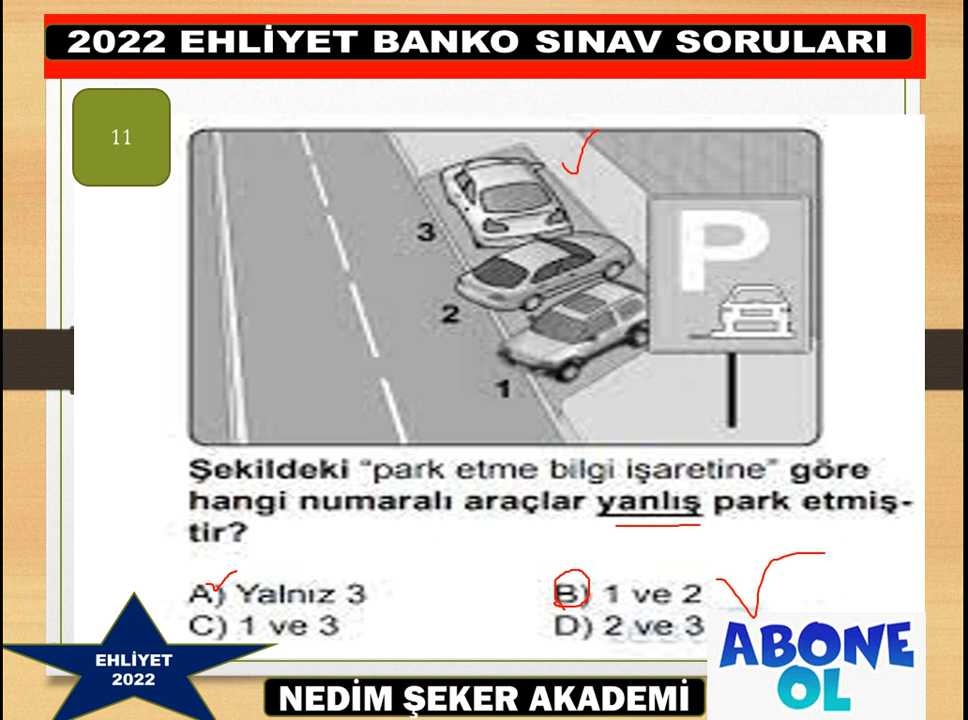 2022 EHLİYET BANKO SINAV SORULARI
11
P
3
2
1
Şekildeki “park etme bilgi işaretine” göre
hangi numaralı araçlar yanlış park etmiş-
tir?
A) Yalnız 3
B) 1 ve 2
C) 1 ve 3
D) 2 ve 3
EHLİYET
2022
NEDİM ŞEKER AKADEMİ
ABONE
OL